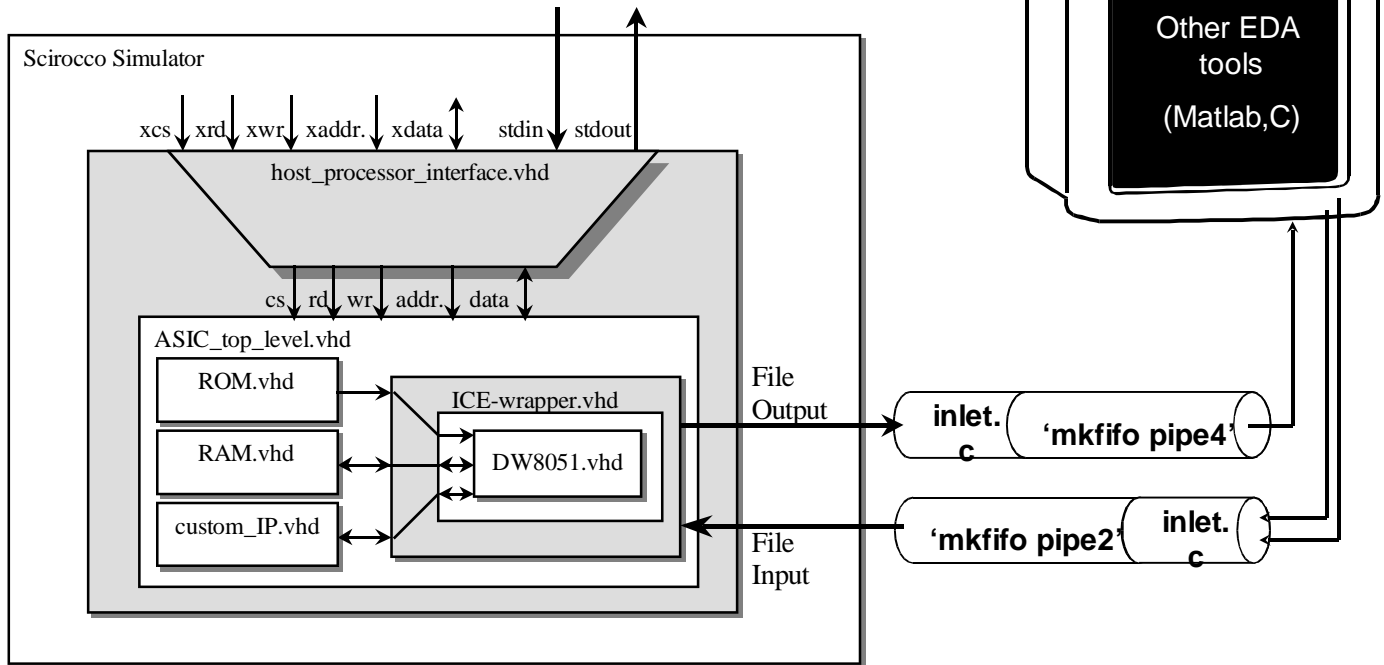 Other EDA
tools
(Matlab,C)
Scirocco Simulator
xcs xrd xwr xaddr. xdata stdin stdout
host_processor_interface.vhd
cs rd wr addr. data
ASIC_top_level.vhd
ROM.vhd
ICE-wrapper.vhd
RAM.vhd
DW8051.vhd
custom_IP.vhd
File
Output
inlet.
c
‘mkfifo pipe4’
File
Input
‘mkfifo pipe2’
inlet.
c